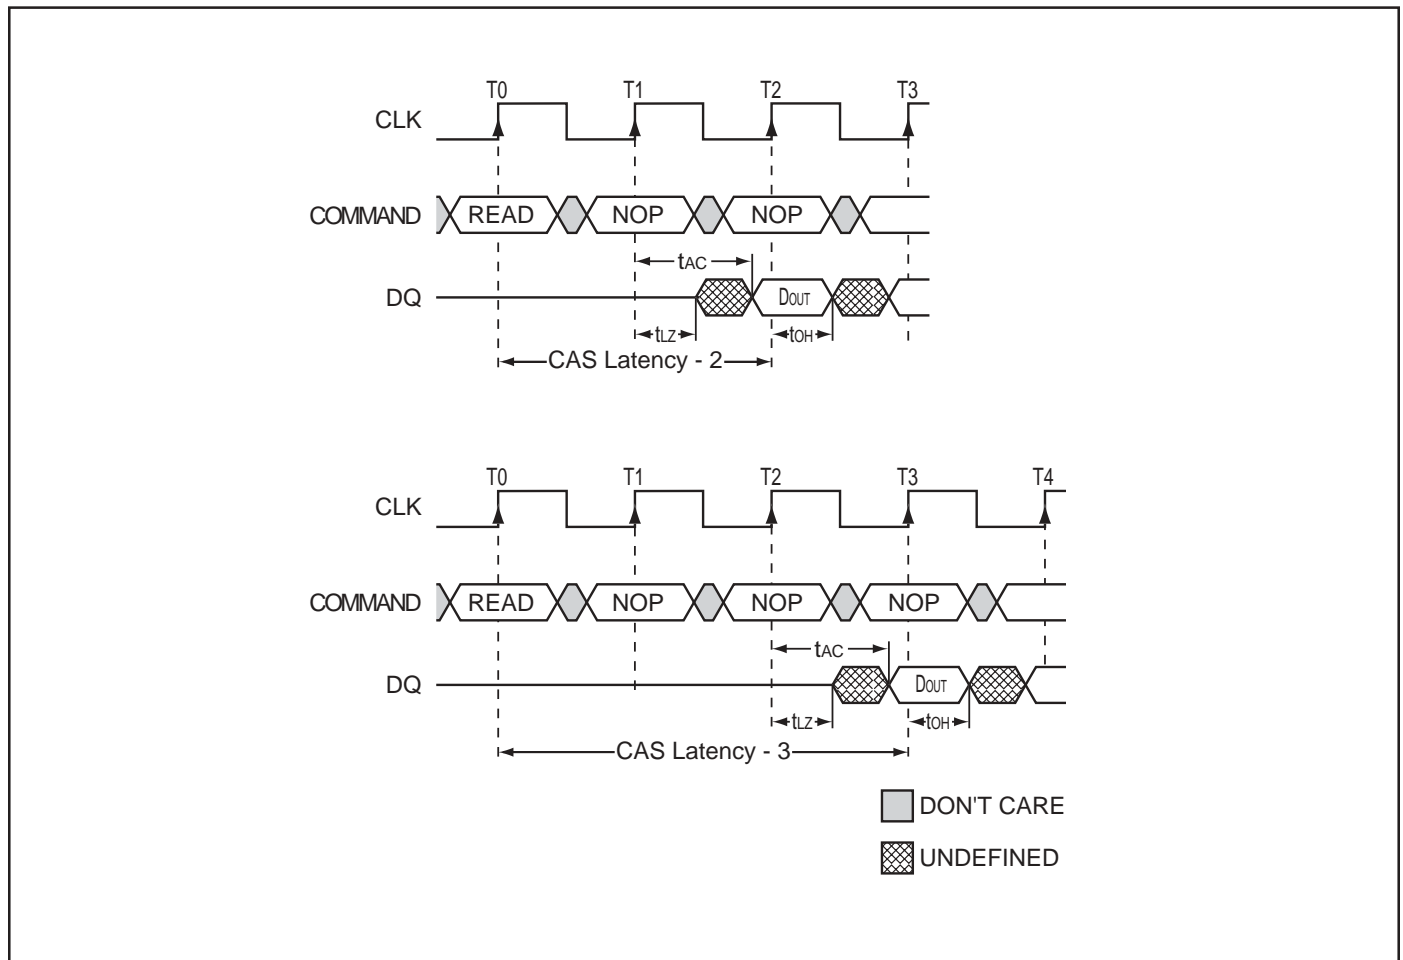 T0 T1 T2 T3
CLK
COMMAND READ NOP NOP
tAC
DQ DOUT
tLZ tOH
CAS Latency - 2
T0 T1 T2 T3 T4
CLK
COMMAND READ NOP NOP NOP
tAC
DQ DOUT
tLZ tOH
CAS Latency - 3
DON'T CARE
UNDEFINED